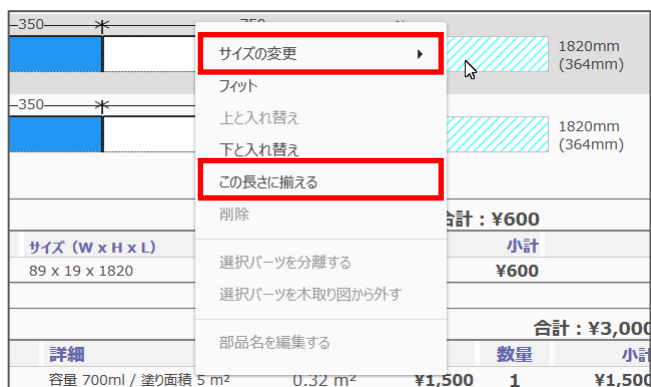 350 750
サイズの変更
1820mm
(364mm)
フィット
350
上と入れ替え
1820mm
(364mm)
下と入れ替え
この長さに揃える
削除
合計：¥600
サイズ（W x H x L）
小計
89 x 19 x 1820
¥600
選択パーツを分離する
選択パーツを木取り図から外す
合計：¥3,000
部品名を編集する
詳細
数量
小計
容量 700ml / 塗り面積 5 m² 0.32 m² ¥1,500 1 ¥1,500